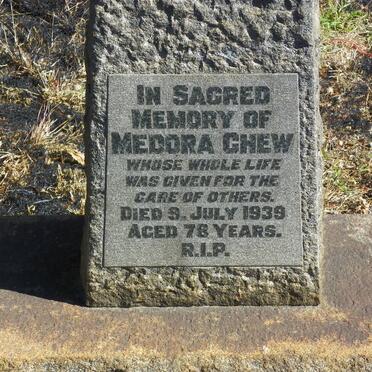 In Sacred
Memory of
Medora Chew
whose whole life
was given for the
care of others.
Died 9. July 1939
Aged 78 Years.
R.I.P.